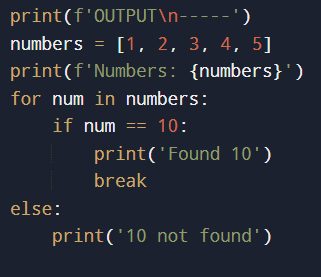 print(f'OUTPUT\n-----')
numbers = [1, 2, 3, 4, 5]
print(f'Numbers: {numbers}')
for num in numbers:
    if num == 10:
        print('Found 10')
        break
else:
    print('10 not found')